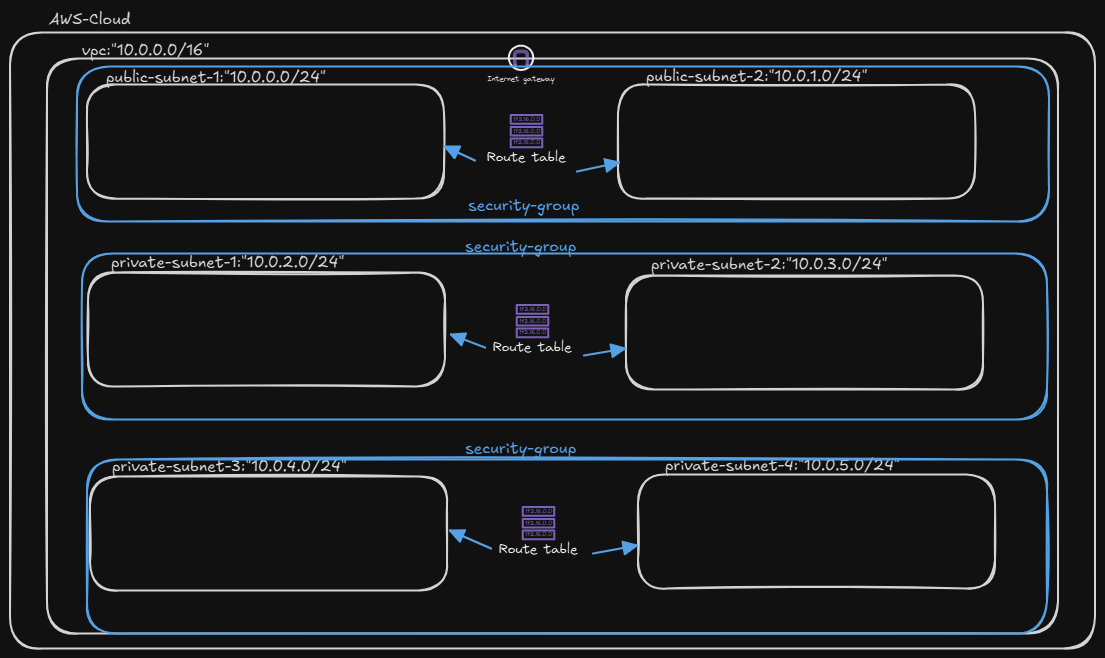 AWS-Cloud
vpc:"10.0.0.0/16"
Internet gateway
public-subnet-1:"10.0.0.0/24"
public-subnet-2:"10.0.1.0/24"
172.16.0.0
172.16.0.0
172.16.0.0
Route table
security-group
security-group
private-subnet-1:"10.0.2.0/24"
private-subnet-2:"10.0.3.0/24"
172.16.0.0
172.16.0.0
172.16.0.0
Route table
security-group
private-subnet-3:"10.0.4.0/24"
private-subnet-4:"10.0.5.0/24"
172.16.0.0
172.16.0.0
172.16.0.0
Route table